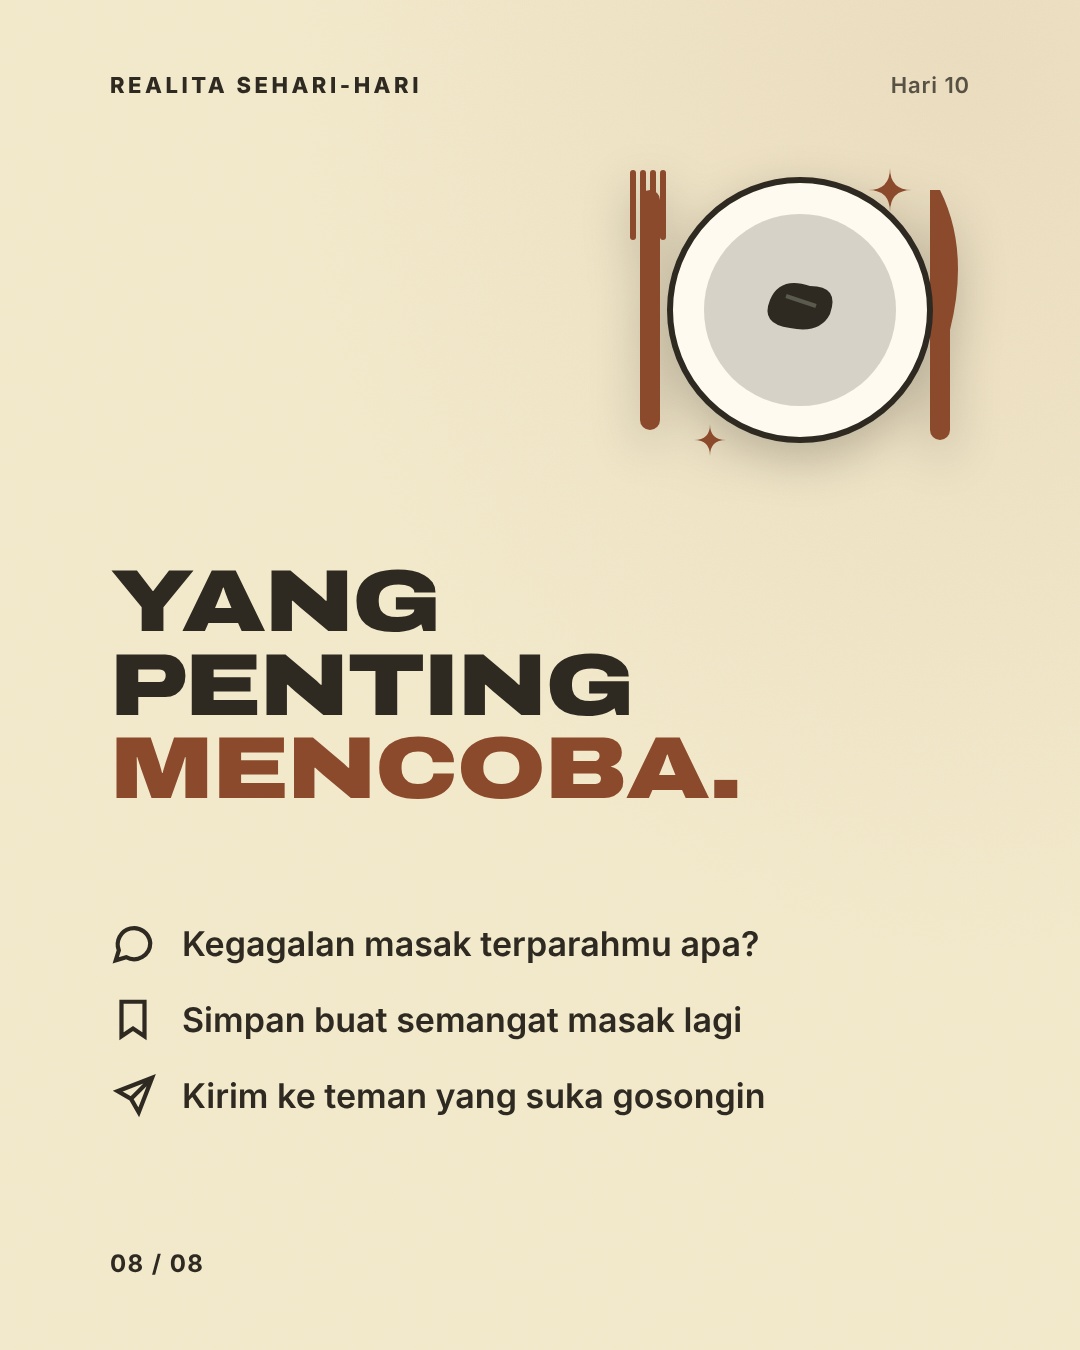 REALITA SEHARI-HARI
Hari 10
YANG
PENTING
MENCOBA.
Kegagalan masak terparahmu apa?
Simpan buat semangat masak lagi
Kirim ke teman yang suka gosongin
08 / 08